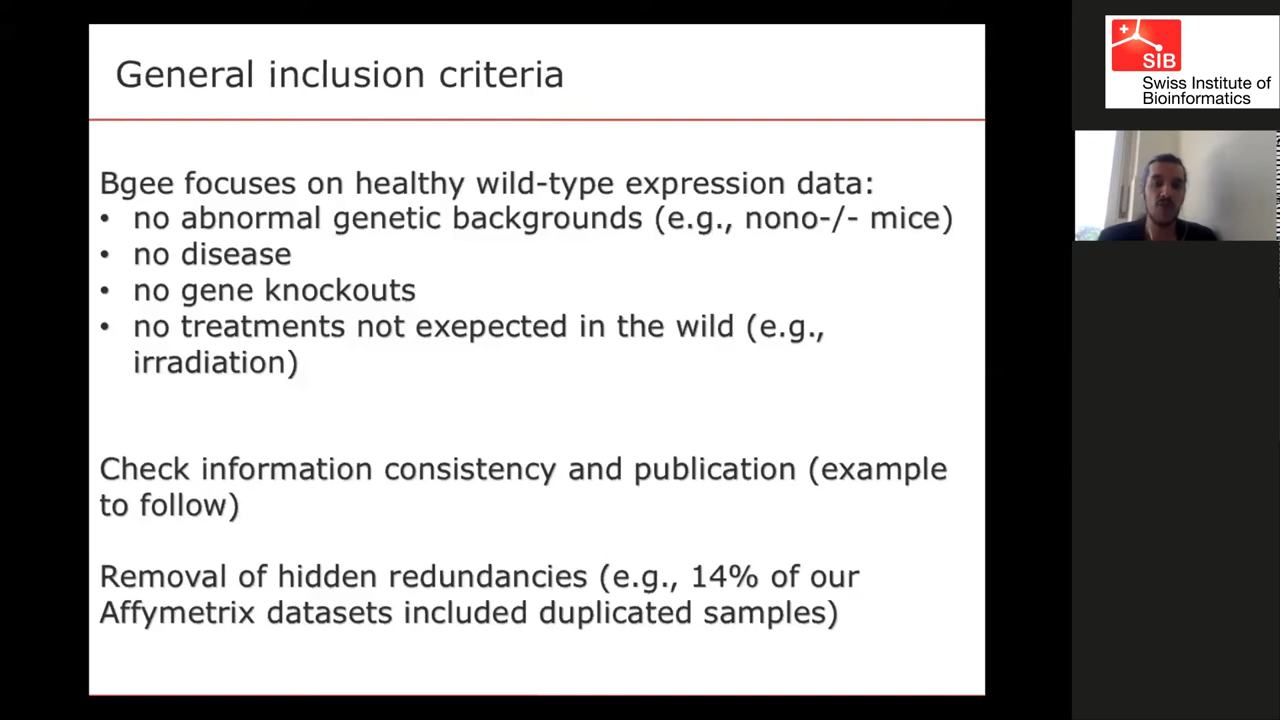 General inclusion criteria
Bgee focuses on healthy wild-type expression data:
• no abnormal genetic backgrounds (e.g., nono-/- mice)
• no disease
• no gene knockouts
• no treatments not exepected in the wild (e.g.,
irradiation)
Check information consistency and publication (example
to follow)
Removal of hidden redundancies (e.g., 14% of our
Affymetrix datasets included duplicated samples)
SIB
Swiss Institute of
Bioinformatics